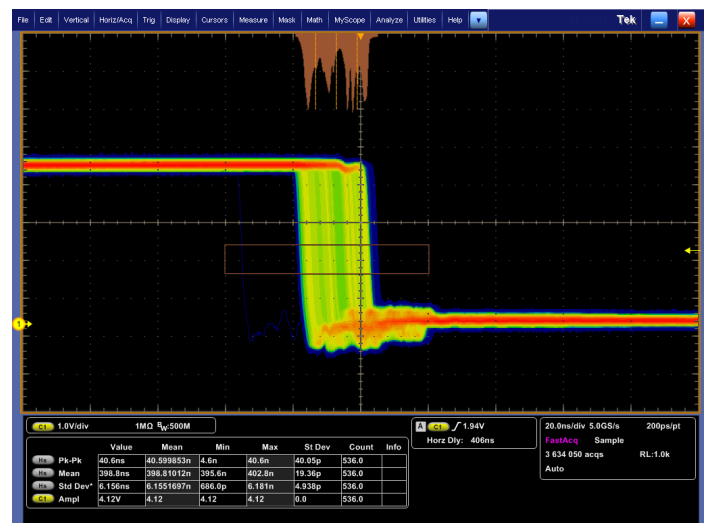 File Edit Vertical Horiz/Acq Trig Display Cursors Measure Mask Math MyScope Analyze Utilities Help Tek X
1
C1 1.0V/div 1MΩ BW:500M
A C1 1.94V
Horz Dly: 406ns
20.0ns/div 5.0GS/s 200ps/pt
FastAcq Sample
3 634 050 acqs RL:1.0k
Auto
Value Mean Min Max St Dev Count Info
Hs Pk-Pk 40.6ns 40.599853n 4.6n 40.6n 40.05p 536.0
Hs Mean 398.8ns 398.81012n 395.6n 402.8n 19.36p 536.0
Hs Std Dev* 6.156ns 6.1551697n 686.0p 6.181n 4.938p 536.0
C1 Ampl 4.12V 4.12 4.12 4.12 0.0 536.0